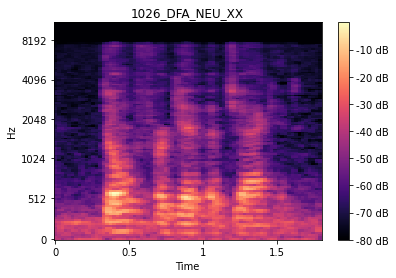 1026_DFA_NEU_XX
8192
4096
2048
1024
512
0
Hz
0
0.5
1
1.5
Time
-10 dB
-20 dB
-30 dB
-40 dB
-50 dB
-60 dB
-70 dB
-80 dB